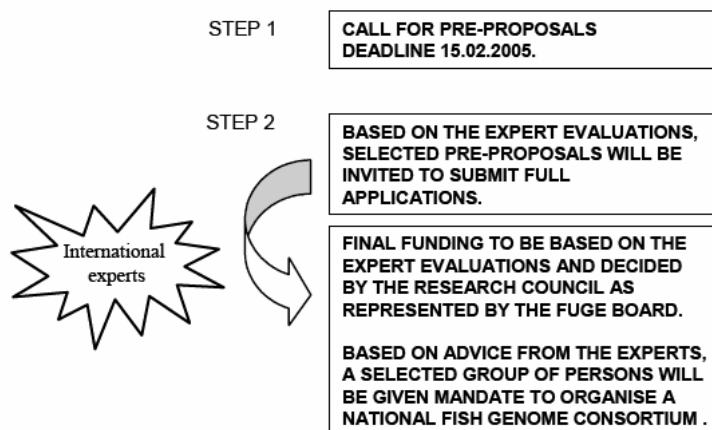 STEP 1
CALL FOR PRE-PROPOSALS
DEADLINE 15.02.2005.
STEP 2
BASED ON THE EXPERT EVALUATIONS,
SELECTED PRE-PROPOSALS WILL BE
INVITED TO SUBMIT FULL
APPLICATIONS.
International
experts
FINAL FUNDING TO BE BASED ON THE
EXPERT EVALUATIONS AND DECIDED
BY THE RESEARCH COUNCIL AS
REPRESENTED BY THE FUGE BOARD.
BASED ON ADVICE FROM THE EXPERTS,
A SELECTED GROUP OF PERSONS WILL
BE GIVEN MANDATE TO ORGANISE A
NATIONAL FISH GENOME CONSORTIUM .